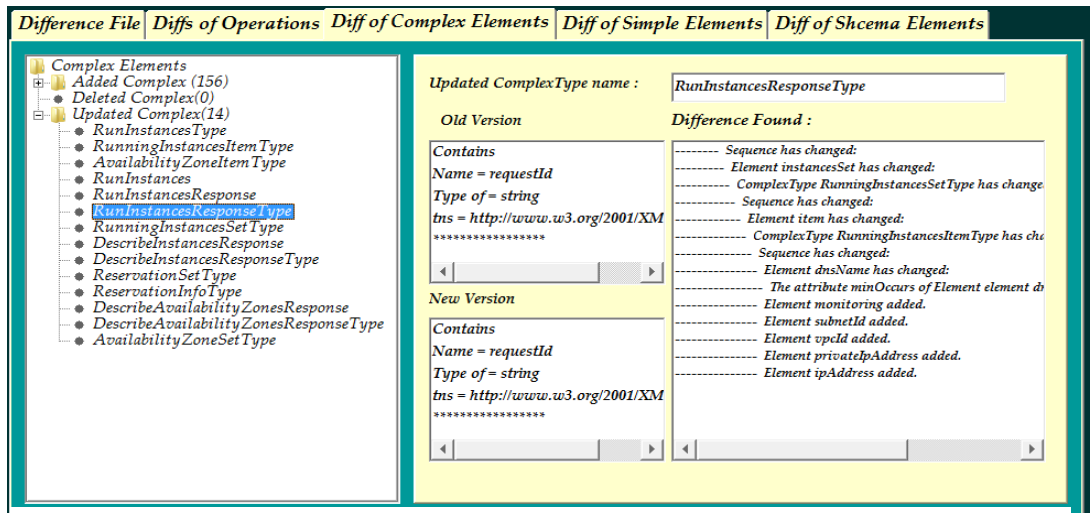 Difference File Diffs of Operations Diff of Complex Elements Diff of Simple Elements Diff of Shcema Elements
Complex Elements
Added Complex (156)
Deleted Complex(0)
Updated Complex(14)
RunInstancesType
RunningInstancesItemType
AvailabilityZoneItemType
RunInstances
RunInstancesResponse
RunInstancesResponseType
RunningInstancesSetType
DescribeInstancesResponse
DescribeInstancesResponseType
ReservationSetType
ReservationInfoType
DescribeAvailabilityZonesResponse
DescribeAvailabilityZonesResponseType
AvailabilityZoneSetType
Updated ComplexType name : RunInstancesResponseType
Old Version
Contains
Name = requestId
Type of = string
tns = http://www.w3.org/2001/XM
*****************
New Version
Contains
Name = requestId
Type of = string
tns = http://www.w3.org/2001/XM
*****************
Difference Found :
-------- Sequence has changed:
--------- Element instancesSet has changed:
---------- ComplexType RunningInstancesSetType has change
----------- Sequence has changed:
------------ Element item has changed:
------------- ComplexType RunningInstancesItemType has cha
-------------- Sequence has changed:
--------------- Element dnsName has changed:
---------------- The attribute minOccurs of Element element dn
--------------- Element monitoring added.
--------------- Element subnetId added.
--------------- Element vpcId added.
--------------- Element privateIpAddress added.
--------------- Element ipAddress added.